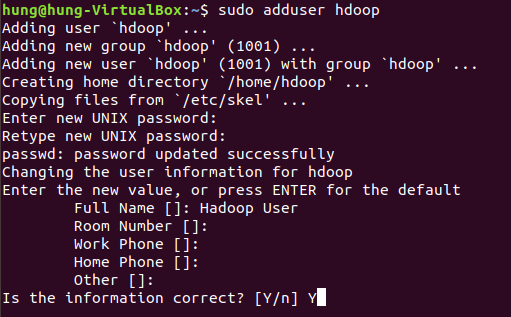 hung@hung-VirtualBox:~$ sudo adduser hdoop
Adding user `hdoop' ...
Adding new group `hdoop' (1001) ...
Adding new user `hdoop' (1001) with group `hdoop' ...
Creating home directory `/home/hdoop' ...
Copying files from `/etc/skel' ...
Enter new UNIX password:
Retype new UNIX password:
passwd: password updated successfully
Changing the user information for hdoop
Enter the new value, or press ENTER for the default
        Full Name []: Hadoop User
        Room Number []:
        Work Phone []:
        Home Phone []:
        Other []:
Is the information correct? [Y/n] Y